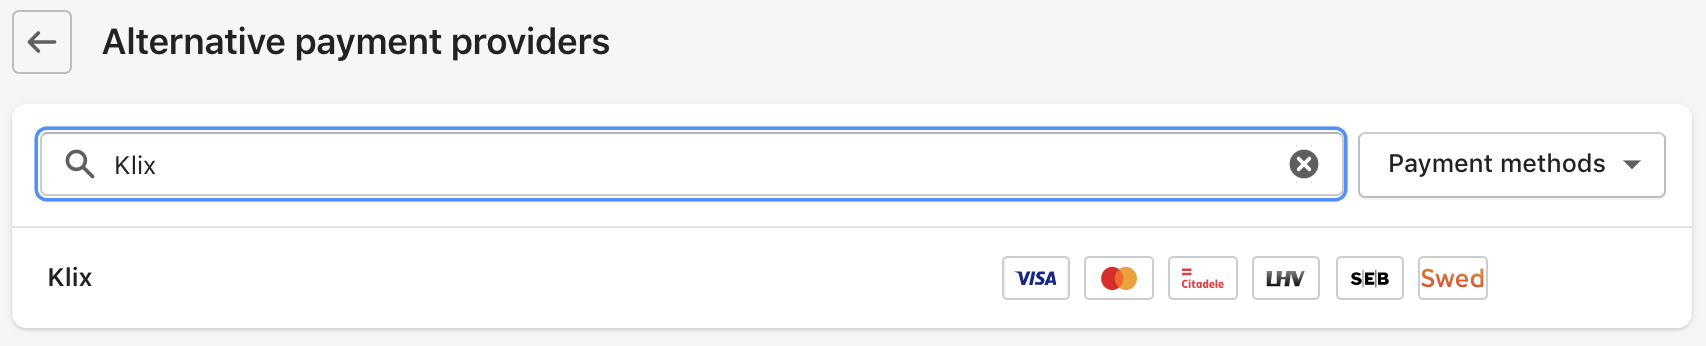 Alternative payment providers
Klix
Payment methods
Klix
VISA
Citadele
LHV
SEB
Swed